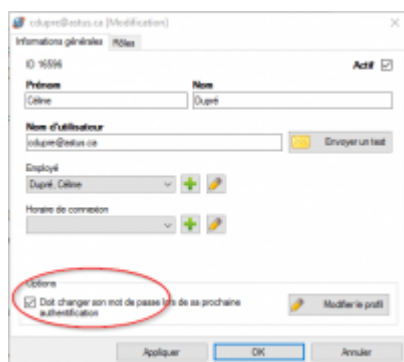 cdupre@astus.ca (Modification)
Informations générales Rôles
ID 16596 Actif
Prénom Nom
Céline Dupré
Nom d'utilisateur
cdupre@astus.ca Envoyer un test
Employé
Dupré, Céline
Horaire de connexion
Options
Doit changer son mot de passe lors de sa prochaine
authentification
Modifier le profil
Appliquer OK Annuler